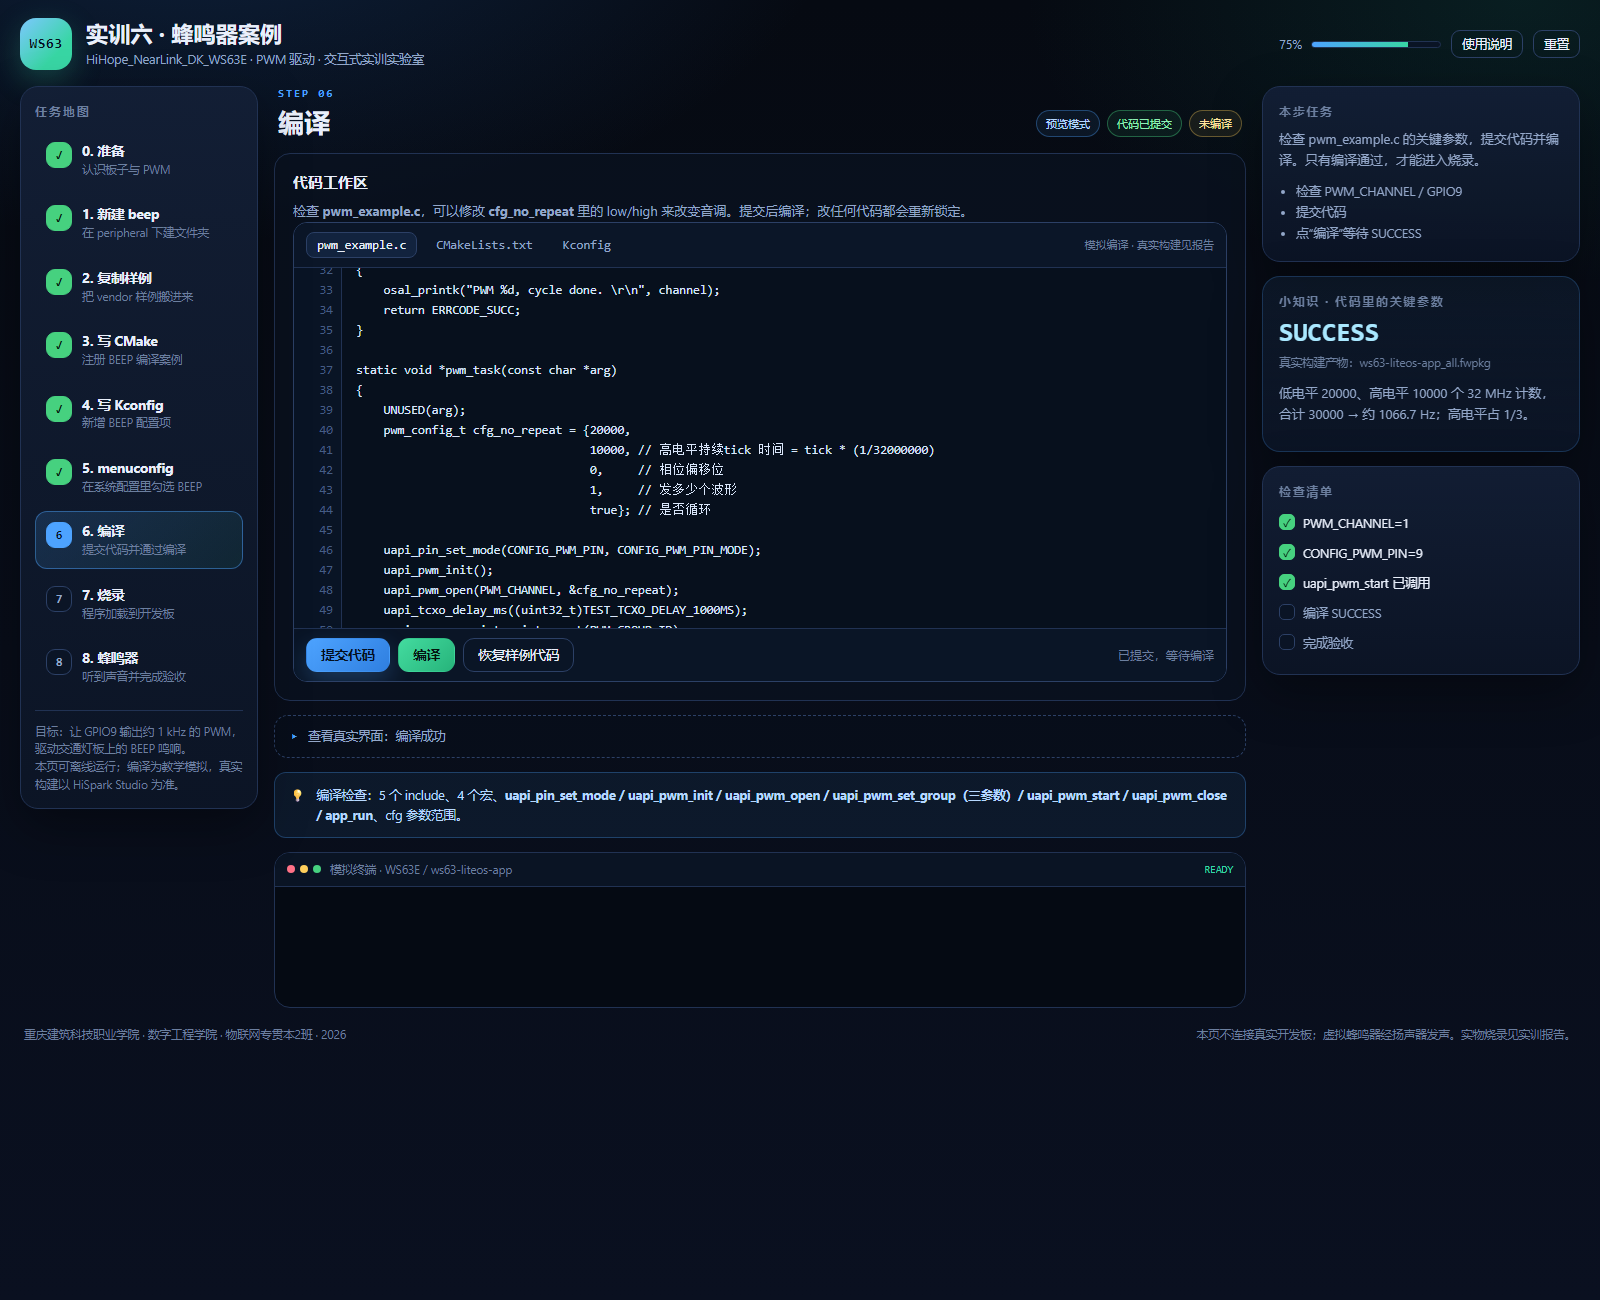 WS63
实训六 · 蜂鸣器案例
HiHope_NearLink_DK_WS63E · PWM 驱动 · 交互式实训实验室
75%
使用说明
重置
任务地图
✓
0. 准备
认识板子与 PWM
✓
1. 新建 beep
在 peripheral 下建文件夹
✓
2. 复制样例
把 vendor 样例搬进来
✓
3. 写 CMake
注册 BEEP 编译案例
✓
4. 写 Kconfig
新增 BEEP 配置项
✓
5. menuconfig
在系统配置里勾选 BEEP
6
6. 编译
提交代码并通过编译
7
7. 烧录
程序加载到开发板
8
8. 蜂鸣器
听到声音并完成验收
目标：让 GPIO9 输出约 1 kHz 的 PWM，
驱动交通灯板上的 BEEP 鸣响。
本页可离线运行；编译为教学模拟，真实
构建以 HiSpark Studio 为准。
STEP 06
编译
预览模式
代码已提交
未编译
代码工作区
检查 pwm_example.c，可以修改 cfg_no_repeat 里的 low/high 来改变音调。提交后编译；改任何代码都会重新锁定。
pwm_example.c
CMakeLists.txt
Kconfig
模拟编译 · 真实构建见报告
32 {
33 osal_printk("PWM %d, cycle done. \r\n", channel);
34 return ERRCODE_SUCC;
35 }
36
37 static void *pwm_task(const char *arg)
38 {
39 UNUSED(arg);
40 pwm_config_t cfg_no_repeat = {20000,
41 10000, // 高电平持续tick 时间 = tick * (1/32000000)
42 0, // 相位偏移位
43 1, // 发多少个波形
44 true}; // 是否循环
45
46 uapi_pin_set_mode(CONFIG_PWM_PIN, CONFIG_PWM_PIN_MODE);
47 uapi_pwm_init();
48 uapi_pwm_open(PWM_CHANNEL, &cfg_no_repeat);
49 uapi_tcxo_delay_ms((uint32_t)TEST_TCXO_DELAY_1000MS);
提交代码
编译
恢复样例代码
已提交，等待编译
▸ 查看真实界面：编译成功
💡 编译检查：5 个 include、4 个宏、uapi_pin_set_mode / uapi_pwm_init / uapi_pwm_open / uapi_pwm_set_group（三参数）/ uapi_pwm_start / uapi_pwm_close
/ app_run、cfg 参数范围。
模拟终端 · WS63E / ws63-liteos-app
READY
本步任务
检查 pwm_example.c 的关键参数，提交代码并编
译。只有编译通过，才能进入烧录。
• 检查 PWM_CHANNEL / GPIO9
• 提交代码
• 点“编译”等待 SUCCESS
小知识 · 代码里的关键参数
SUCCESS
真实构建产物：ws63-liteos-app_all.fwpkg
低电平 20000、高电平 10000 个 32 MHz 计数，
合计 30000 → 约 1066.7 Hz；高电平占 1/3。
检查清单
✓ PWM_CHANNEL=1
✓ CONFIG_PWM_PIN=9
✓ uapi_pwm_start 已调用
编译 SUCCESS
完成验收
重庆建筑科技职业学院 · 数字工程学院 · 物联网专贯本2班 · 2026
本页不连接真实开发板；虚拟蜂鸣器经扬声器发声。实物烧录见实训报告。